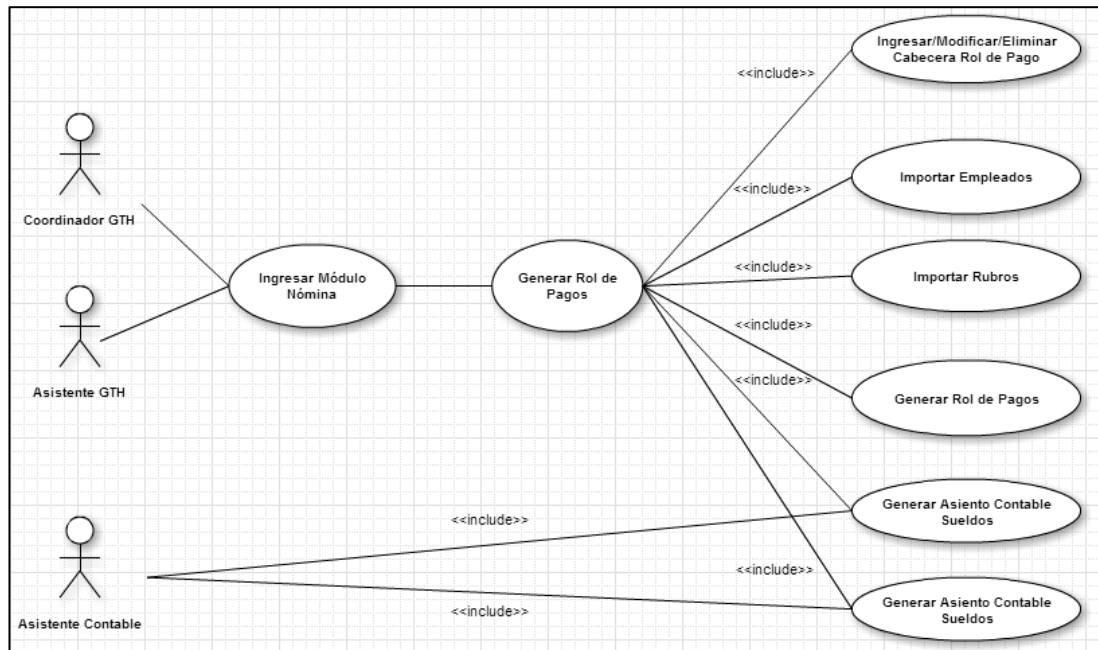 Ingresar/Modificar/Eliminar
Cabecera Rol de Pago
<<include>>
Coordinador GTH
<<include>>
Importar Empleados
Ingresar Módulo
Nómina
Generar Rol de
Pagos
<<include>>
Importar Rubros
<<include>>
Asistente GTH
<<include>>
Generar Rol de Pagos
<<include>>
Generar Asiento Contable
Sueldos
<<include>>
<<include>>
Generar Asiento Contable
Sueldos
Asistente Contable